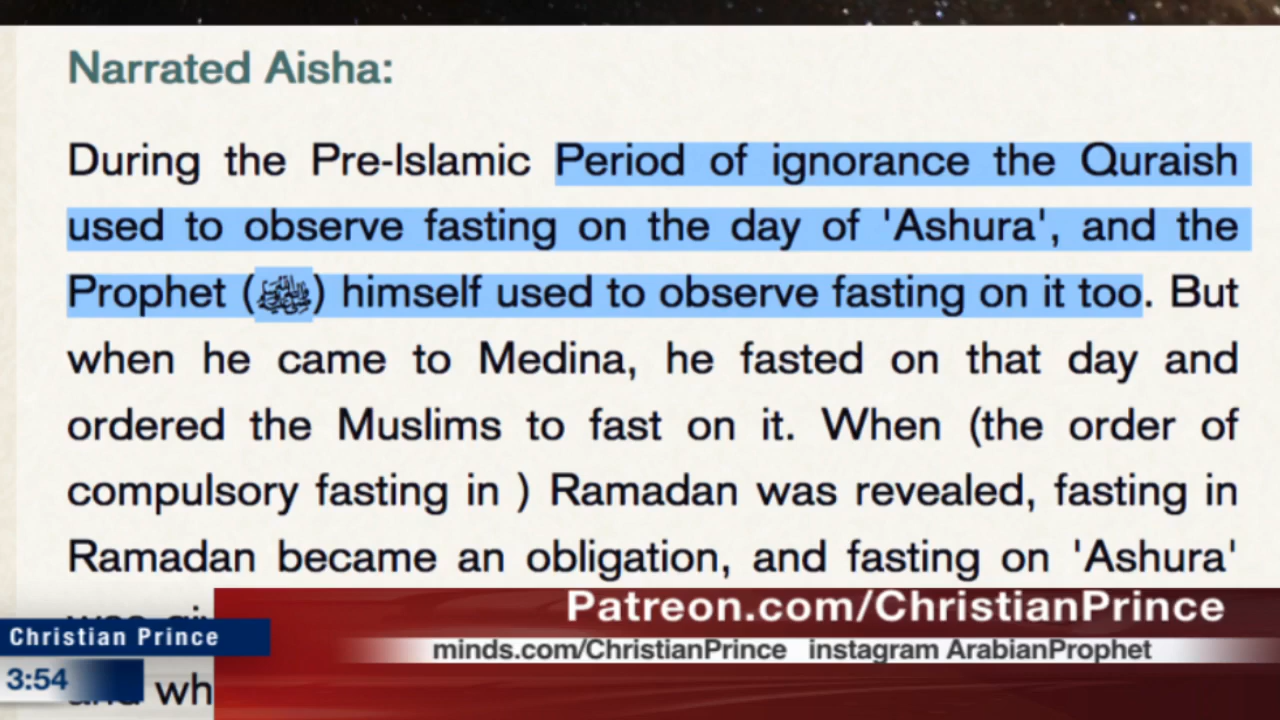 Narrated Aisha:
During the Pre-Islamic Period of ignorance the Quraish
used to observe fasting on the day of 'Ashura', and the
Prophet (ﷺ) himself used to observe fasting on it too. But
when he came to Medina, he fasted on that day and
ordered the Muslims to fast on it. When (the order of
compulsory fasting in ) Ramadan was revealed, fasting in
Ramadan became an obligation, and fasting on 'Ashura'
Patreon.com/ChristianPrince
Christian Prince
minds.com/ChristianPrince instagram ArabianProphet
3:54